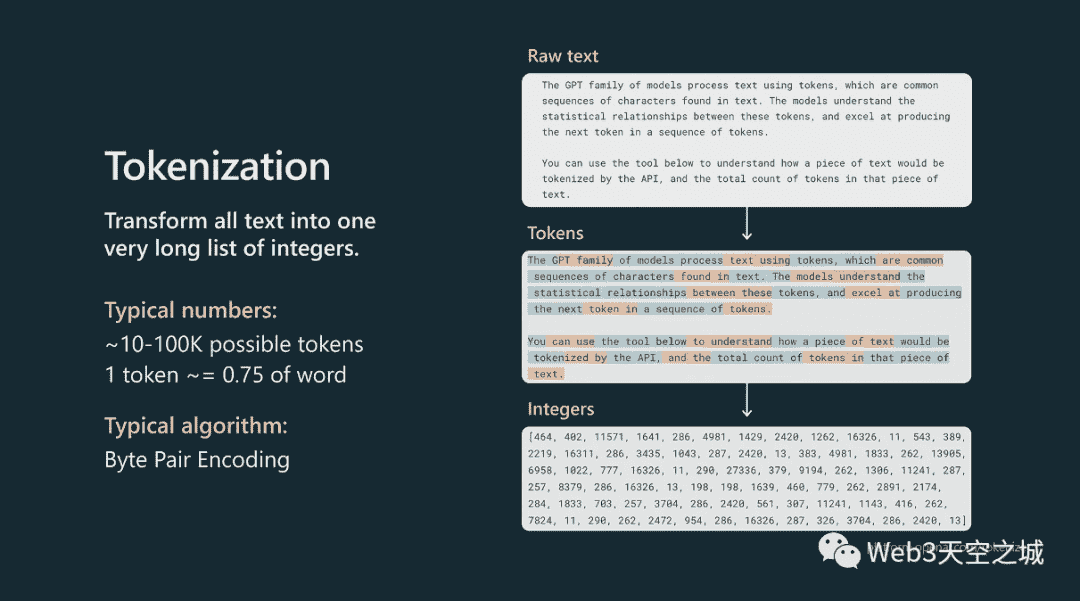 Tokenization
Transform all text into one
very long list of integers.
Typical numbers:
~10-100K possible tokens
1 token ~= 0.75 of word
Typical algorithm:
Byte Pair Encoding
Raw text
The GPT family of models process text using tokens, which are common
sequences of characters found in text. The models understand the
statistical relationships between these tokens, and excel at producing
the next token in a sequence of tokens.
You can use the tool below to understand how a piece of text would be
tokenized by the API, and the total count of tokens in that piece of
text.
Tokens
The GPT family of models process text using tokens, which are common
sequences of characters found in text. The models understand the
statistical relationships between these tokens, and excel at producing
the next token in a sequence of tokens.
You can use the tool below to understand how a piece of text would be
tokenized by the API, and the total count of tokens in that piece of
text.
Integers
[464, 402, 11571, 1641, 286, 4981, 1429, 2420, 1262, 16326, 11, 543, 389,
2219, 16311, 286, 3435, 1043, 287, 2420, 13, 383, 4981, 1833, 262, 13905,
6958, 1022, 777, 16326, 11, 290, 27336, 379, 9194, 262, 1306, 11241, 287,
257, 8379, 286, 16326, 13, 198, 198, 1639, 460, 779, 262, 2891, 2174,
284, 1833, 703, 257, 3704, 286, 2420, 561, 307, 11241, 1143, 416, 262,
7824, 11, 290, 262, 2472, 954, 286, 16326, 287, 326, 3704, 286, 2420, 13]
Web3天空之城